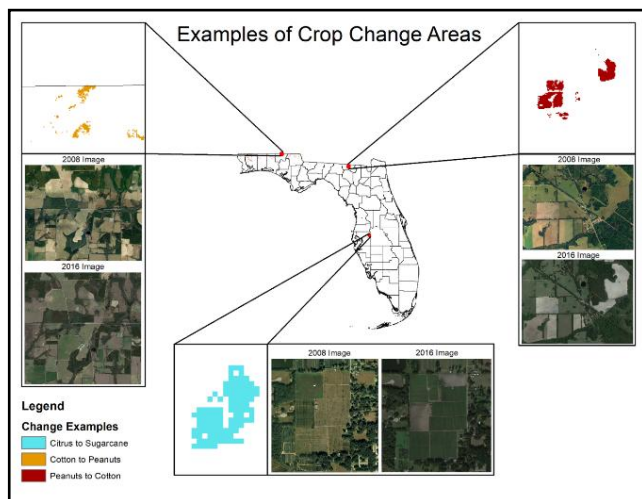 Examples of Crop Change Areas
2008 Image
2016 Image
2008 Image
2016 Image
2008 Image
2016 Image
Legend
Change Examples
Citrus to Sugarcane
Cotton to Peanuts
Peanuts to Cotton